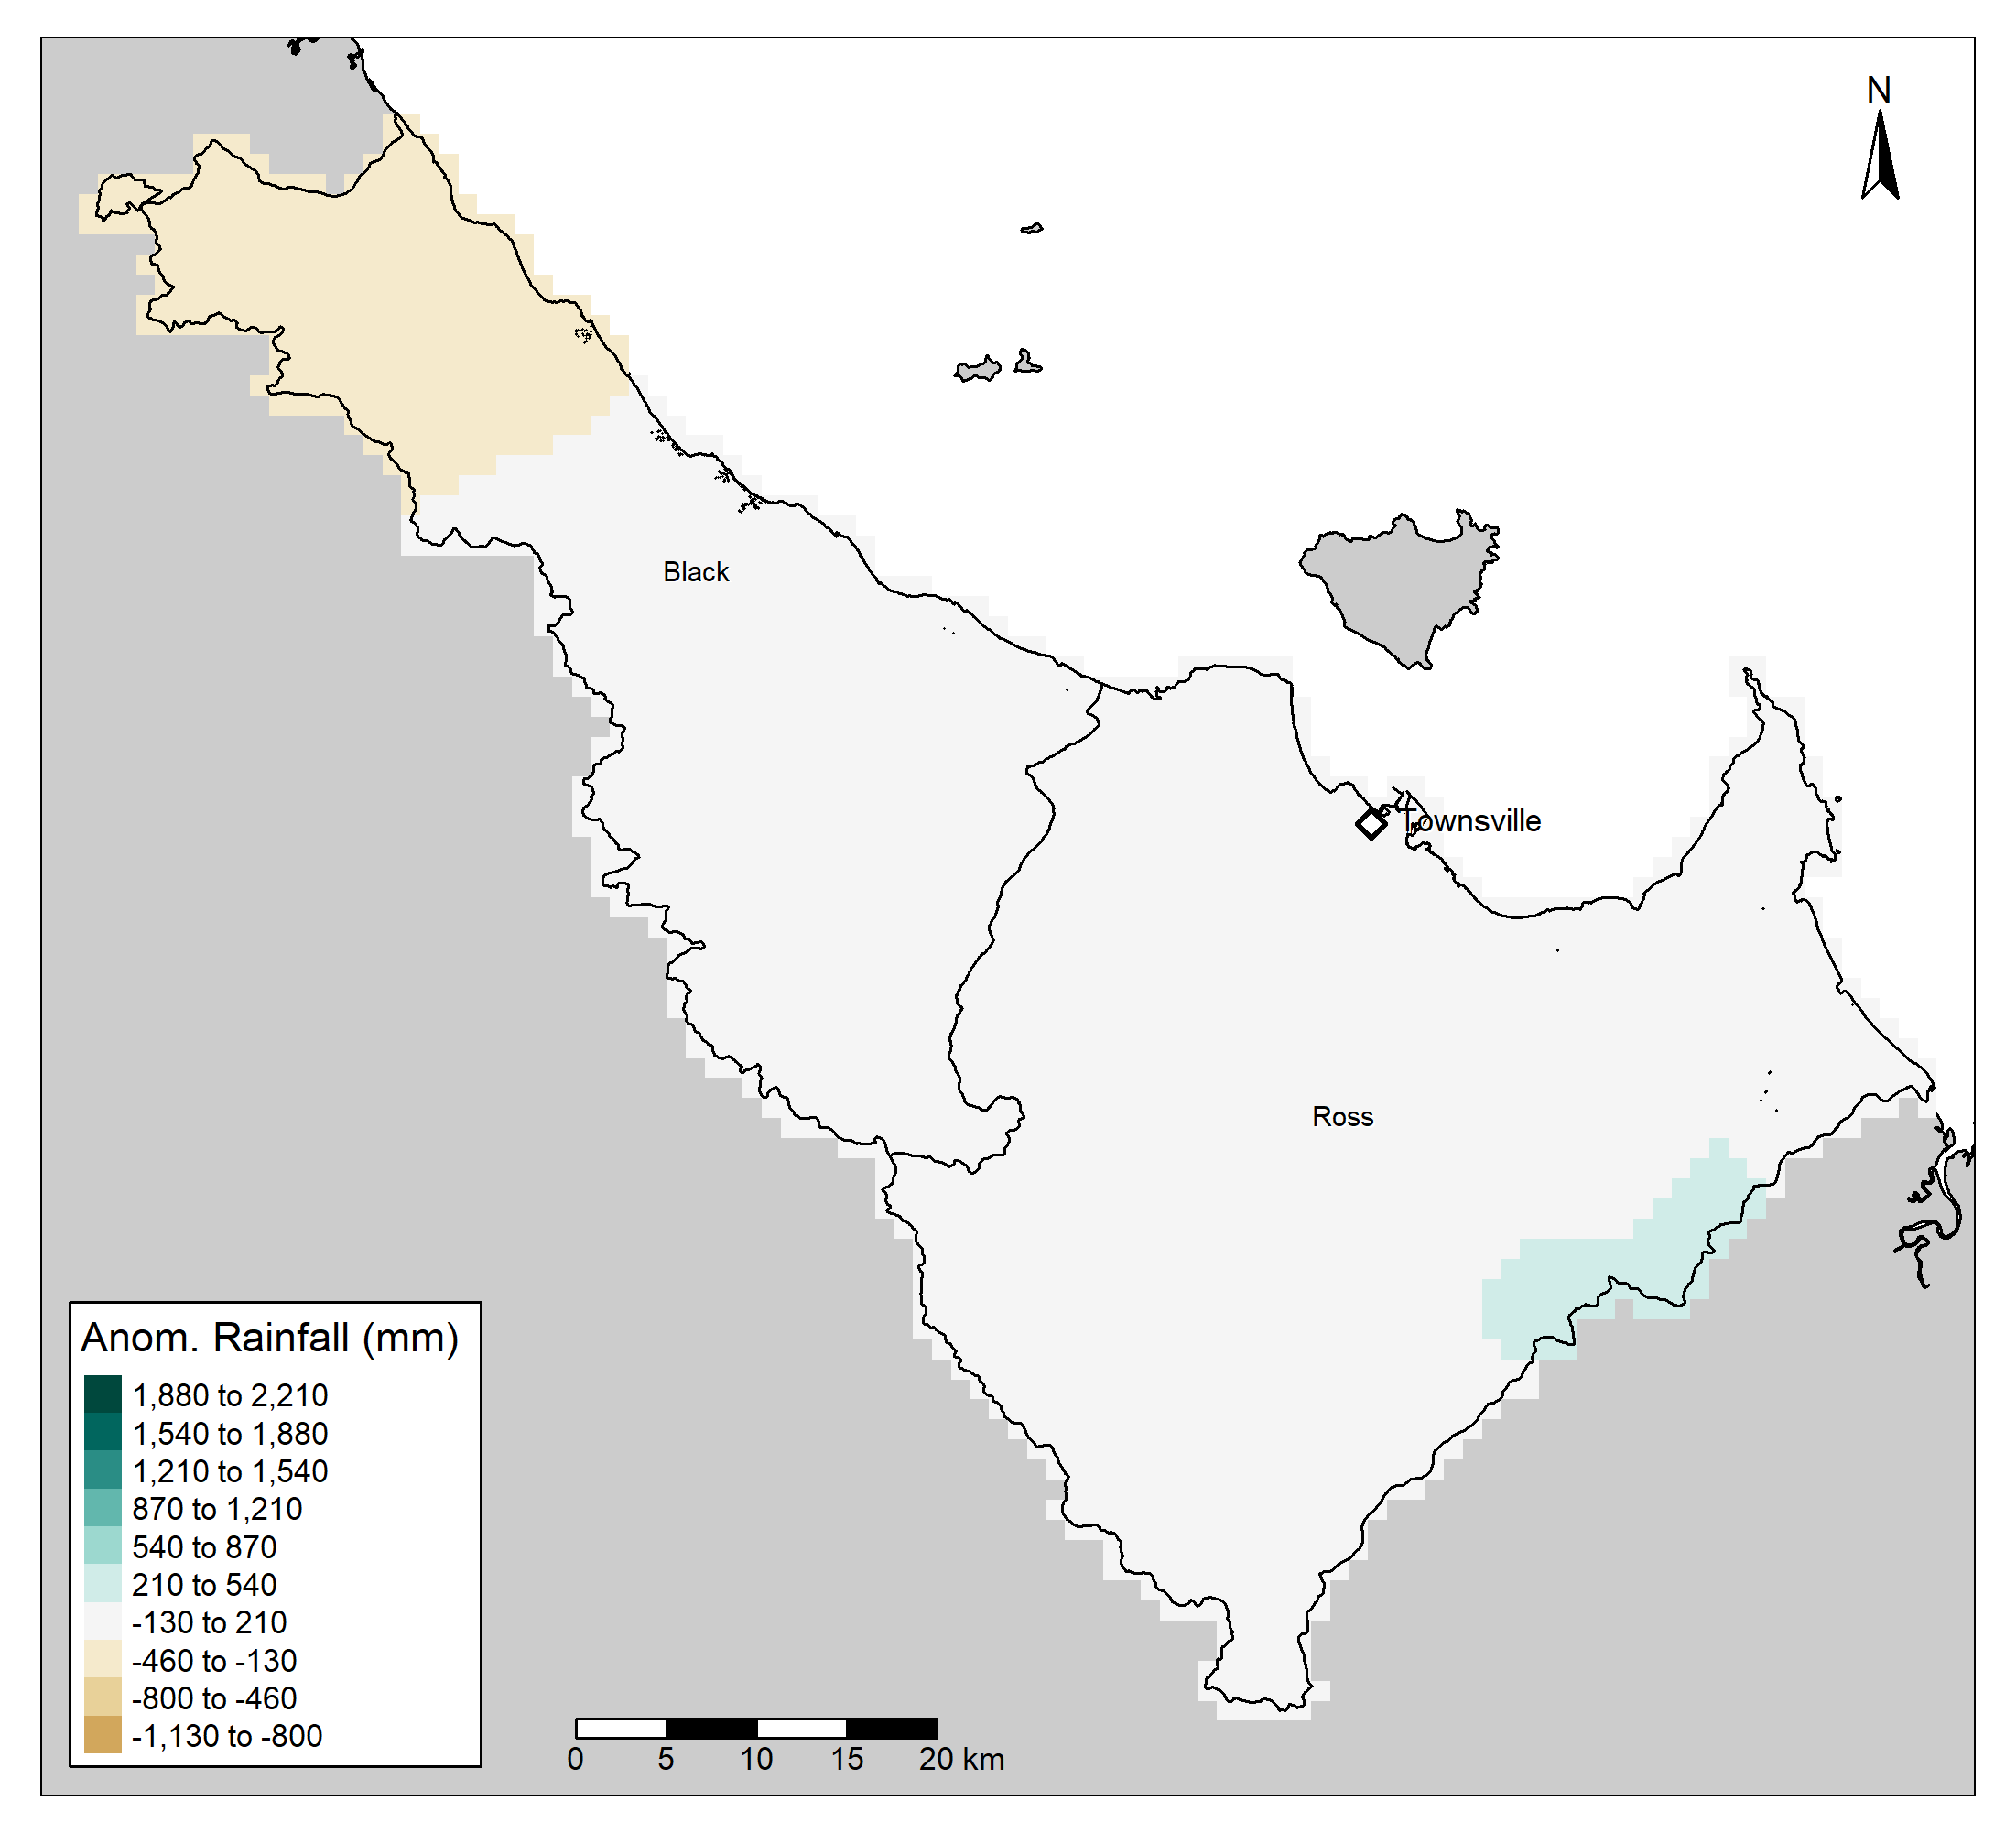 N
Black
Townsville
Ross
Anom. Rainfall (mm)
1,880 to 2,210
1,540 to 1,880
1,210 to 1,540
870 to 1,210
540 to 870
210 to 540
-130 to 210
-460 to -130
-800 to -460
-1,130 to -800
0 5 10 15 20 km